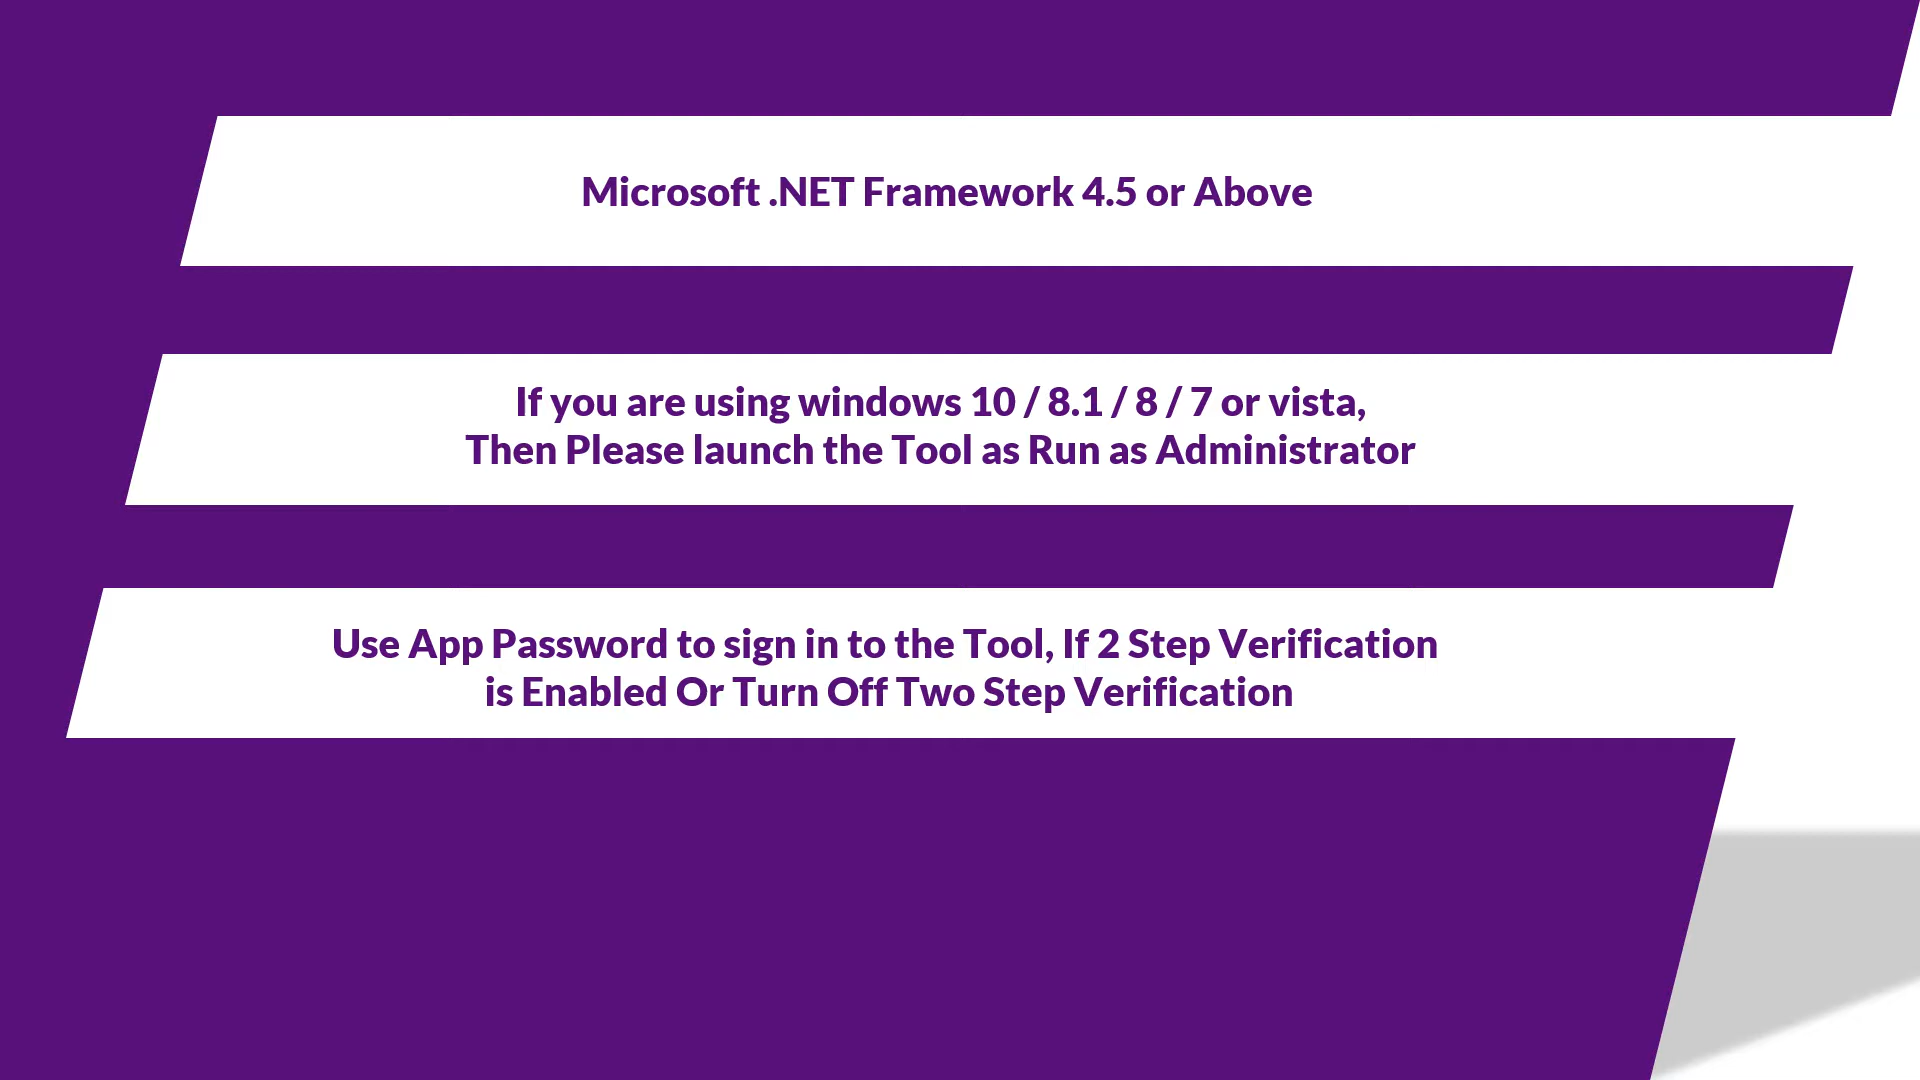 Microsoft .NET Framework 4.5 or Above
If you are using windows 10 / 8.1 / 8 / 7 or vista,
Then Please launch the Tool as Run as Administrator
Use App Password to sign in to the Tool, If 2 Step Verification
is Enabled Or Turn Off Two Step Verification